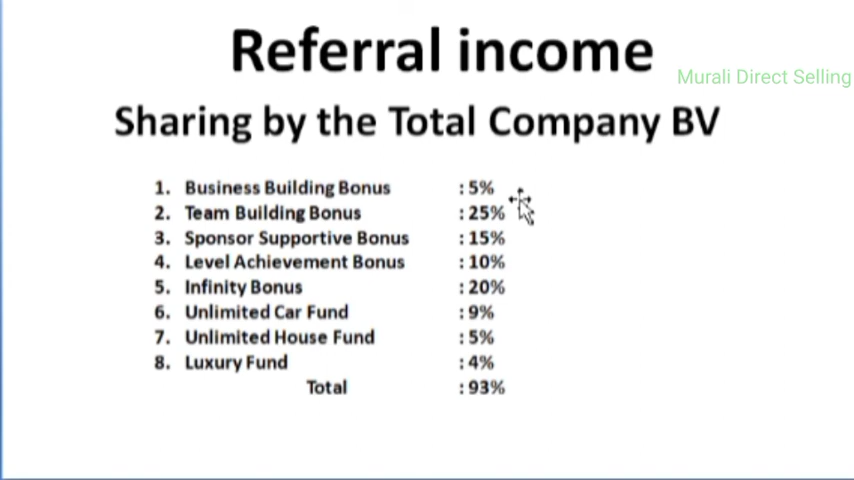 Referral income
Murali Direct Selling
Sharing by the Total Company BV
1. Business Building Bonus : 5%
2. Team Building Bonus : 25%
3. Sponsor Supportive Bonus : 15%
4. Level Achievement Bonus : 10%
5. Infinity Bonus : 20%
6. Unlimited Car Fund : 9%
7. Unlimited House Fund : 5%
8. Luxury Fund : 4%
Total : 93%